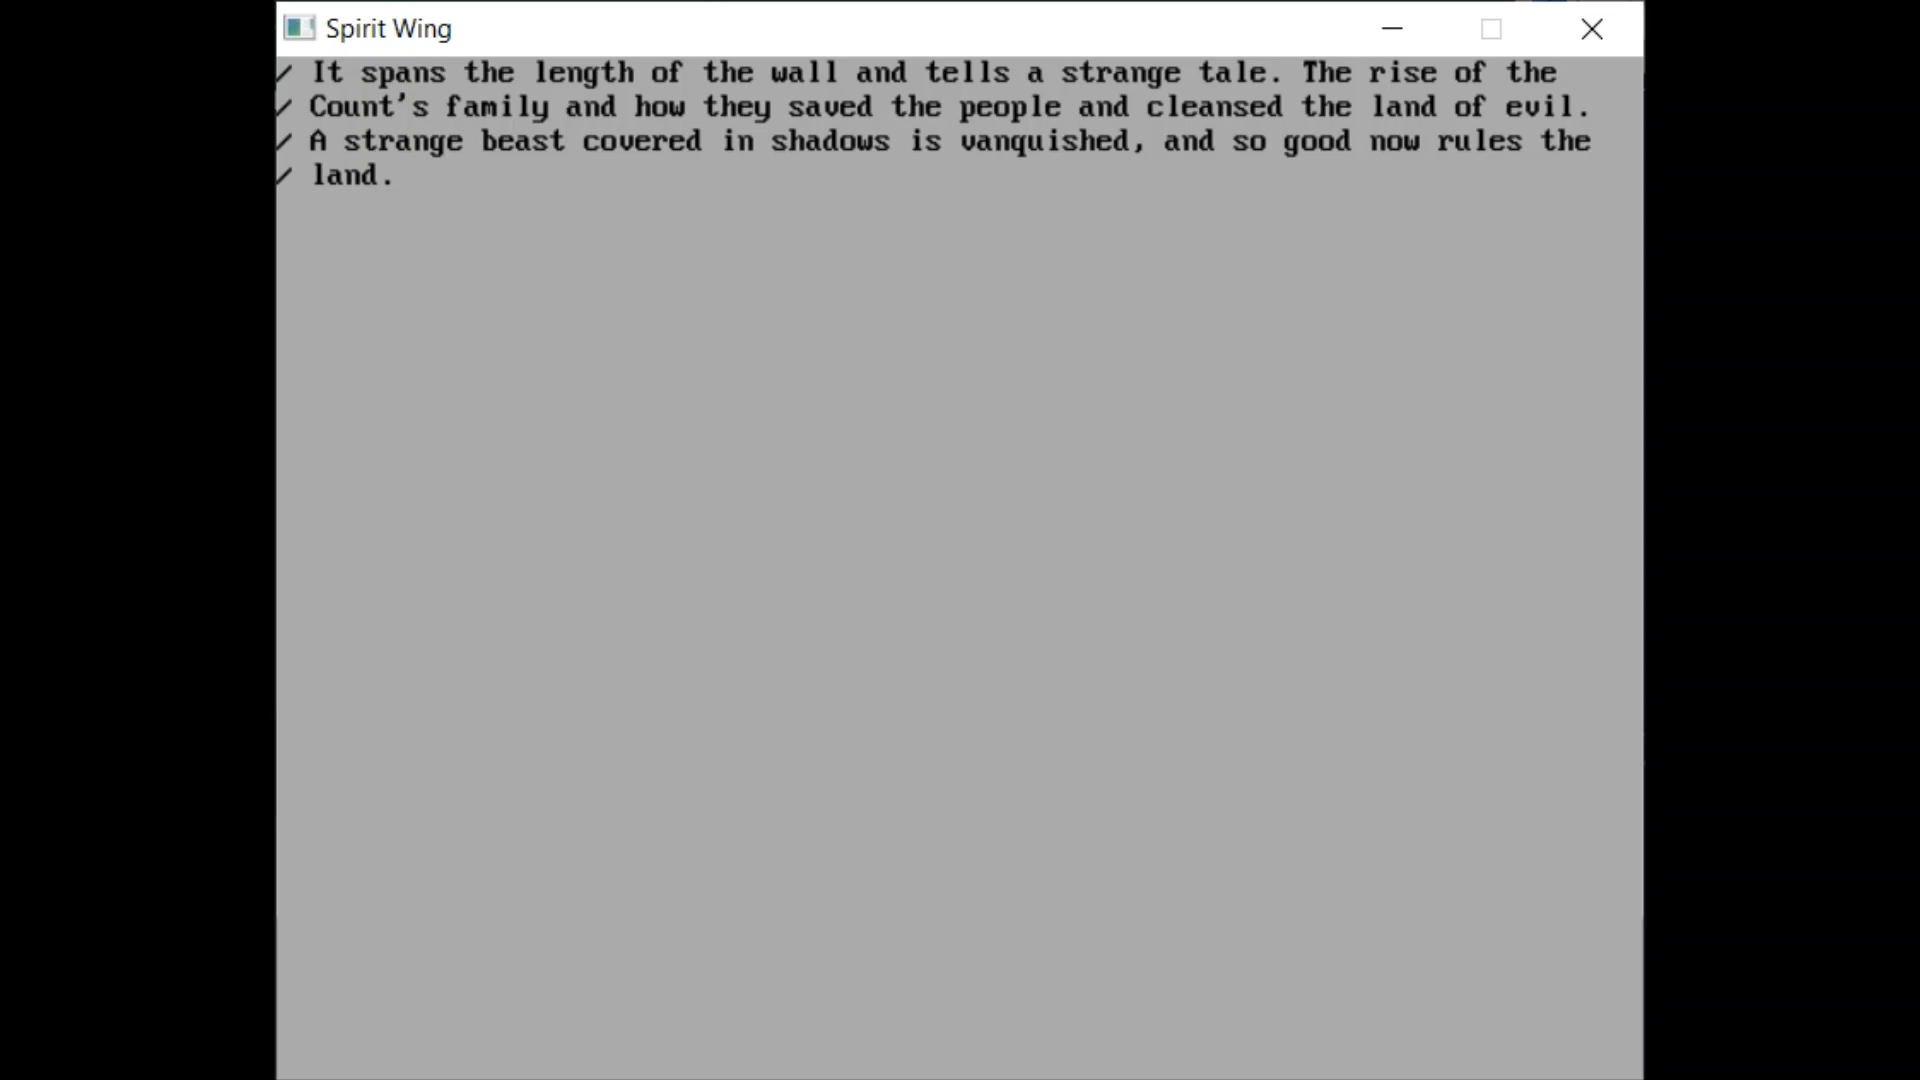 Spirit Wing
/ It spans the length of the wall and tells a strange tale. The rise of the
/ Count's family and how they saved the people and cleansed the land of evil.
/ A strange beast covered in shadows is vanquished, and so good now rules the
/ land.